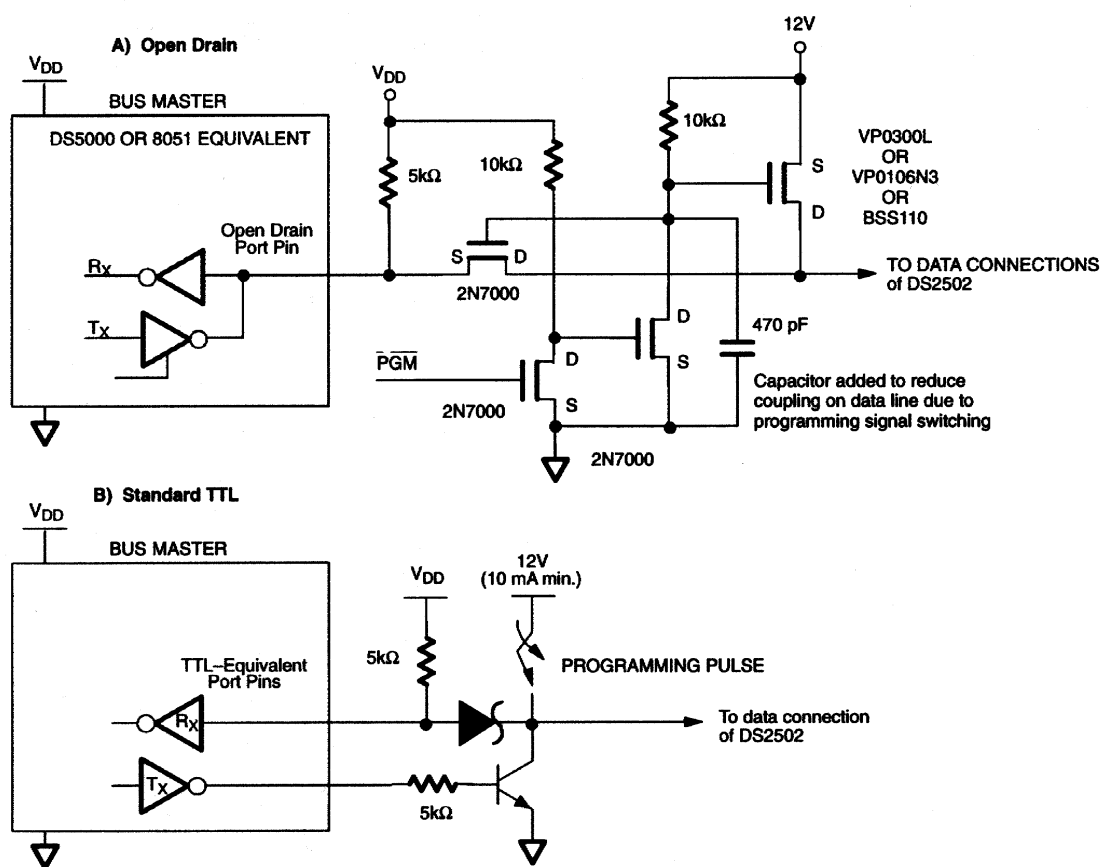 A) Open Drain
12V
VDD
VDD
BUS MASTER
DS5000 OR 8051 EQUIVALENT
5kΩ
10kΩ
10kΩ
VP0300L
OR
VP0106N3
OR
BSS110
S
D
Open Drain
Port Pin
RX
S
D
2N7000
TO DATA CONNECTIONS
of DS2502
TX
D
S
470 pF
PGM
D
S
2N7000
Capacitor added to reduce
coupling on data line due to
programming signal switching
2N7000
B) Standard TTL
VDD
BUS MASTER
VDD
12V
(10 mA min.)
5kΩ
PROGRAMMING PULSE
TTL–Equivalent
Port Pins
RX
To data connection
of DS2502
TX
5kΩ